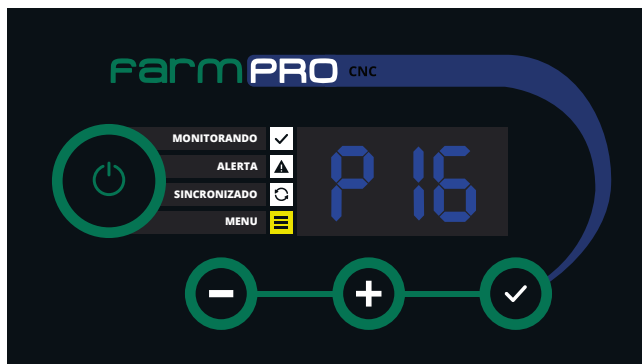 farmPRO CNC
MONITORANDO
ALERTA
SINCRONIZADO
MENU
P16